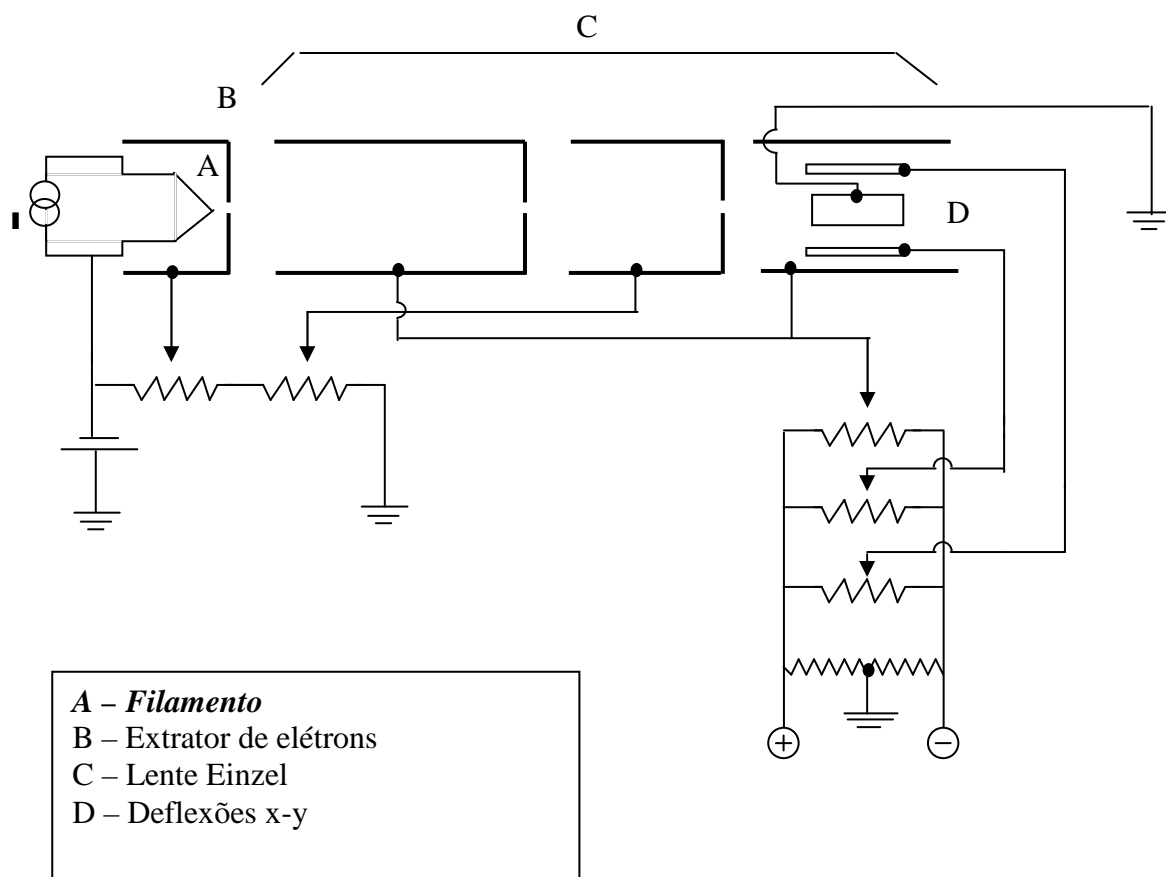 C
B
A
D
+
−
A – Filamento
B – Extrator de elétrons
C – Lente Einzel
D – Deflexões x-y